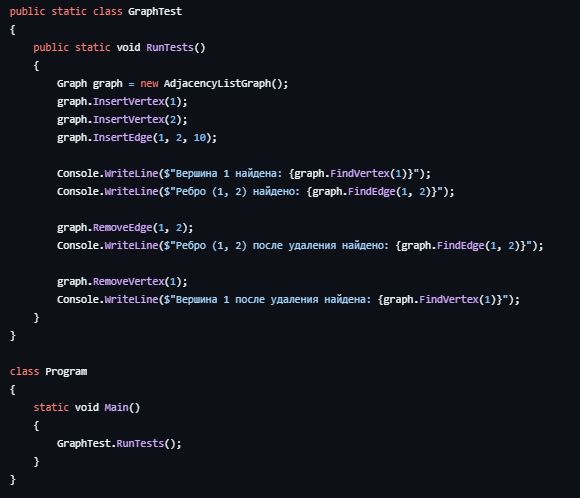 public static class GraphTest
{
    public static void RunTests()
    {
        Graph graph = new AdjacencyListGraph();
        graph.InsertVertex(1);
        graph.InsertVertex(2);
        graph.InsertEdge(1, 2, 10);

        Console.WriteLine($"Вершина 1 найдена: {graph.FindVertex(1)}");
        Console.WriteLine($"Ребро (1, 2) найдено: {graph.FindEdge(1, 2)}");

        graph.RemoveEdge(1, 2);
        Console.WriteLine($"Ребро (1, 2) после удаления найдено: {graph.FindEdge(1, 2)}");

        graph.RemoveVertex(1);
        Console.WriteLine($"Вершина 1 после удаления найдена: {graph.FindVertex(1)}");
    }
}

class Program
{
    static void Main()
    {
        GraphTest.RunTests();
    }
}